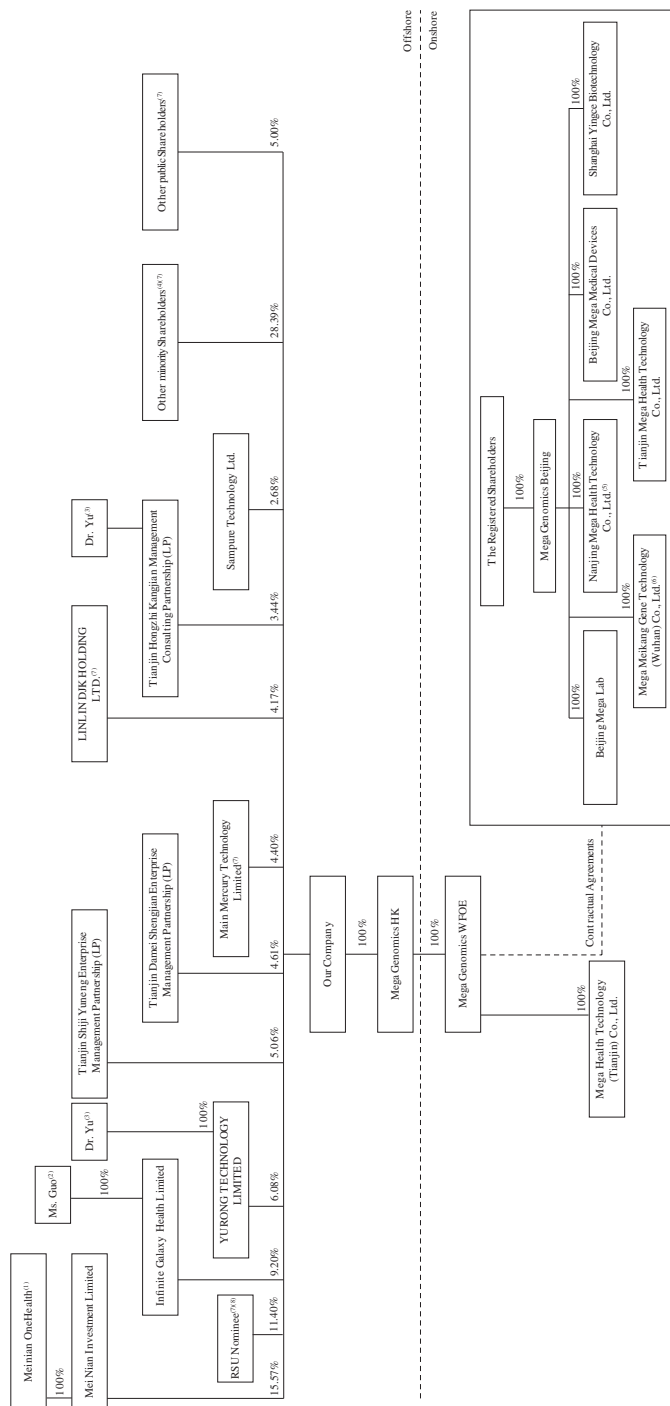 Meinian OneHealth(1)
100%
Mei Nian Investment Limited
15.57%
RSU Nominee(7)(8)
11.40%
Ms. Guo(2)
100%
Infinite Galaxy Health Limited
9.20%
Dr. Yu(3)
100%
YURONG TECHNOLOGY
LIMITED
6.08%
Tianjin Shiji Yuneng Enterprise
Management Partnership (LP)
5.06%
Tianjin Damei Shengjian Enterprise
Management Partnership (LP)
4.61%
Main Mercury Technology
Limited(7)
4.40%
LINLIN DJK HOLDING
LTD.(7)
4.17%
Dr. Yu(3)
Tianjin Hongzhi Kangjian Management
Consulting Partnership (LP)
3.44%
Sampure Technology Ltd.
2.68%
Other minority Shareholders(4)(7)
28.39%
Other public Shareholders(7)
5.00%
Our Company
100%
Mega Genomics HK
Offshore
Onshore
100%
Mega Genomics WFOE
100%
Mega Health Technology
(Tianjin) Co., Ltd.
Contractual Agreements
The Registered Shareholders
100%
Mega Genomics Beijing
100%
Beijing Mega Lab
100%
Nanjing Mega Health Technology
Co., Ltd.(5)
100%
Beijing Mega Medical Devices
Co., Ltd.
100%
Shanghai Yingce Biotechnology
Co., Ltd.
100%
Mega Meikang Gene Technology
(Wuhan) Co., Ltd.(6)
100%
Tianjin Mega Health Technology
Co., Ltd.